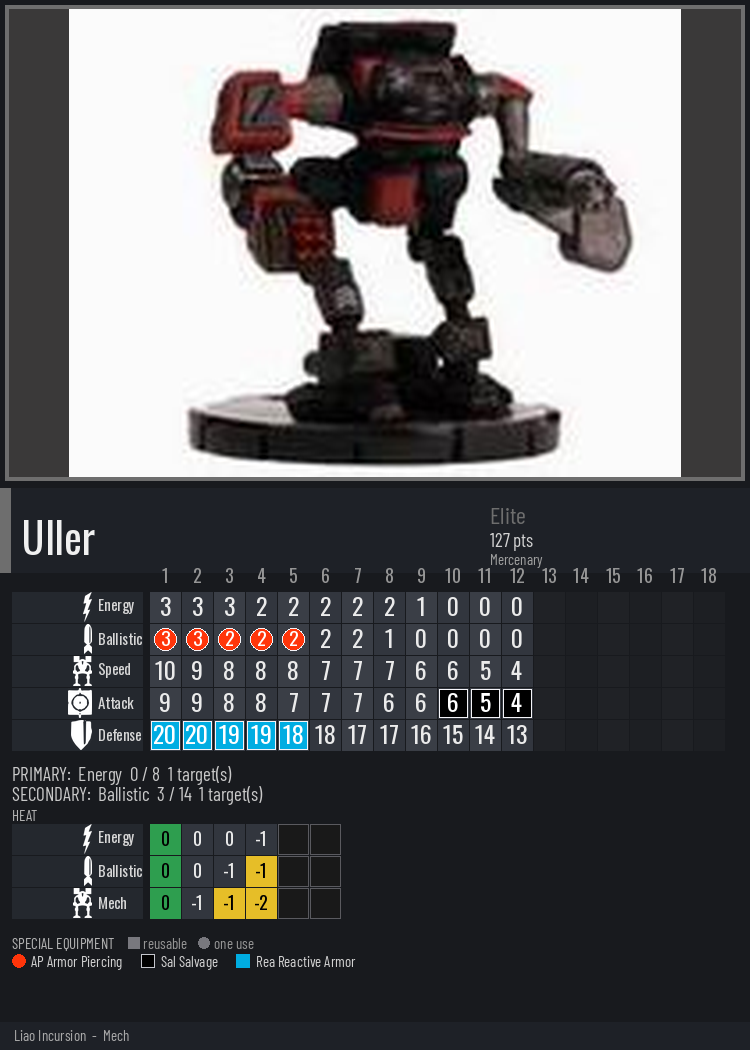 Uller
Elite
127 pts
Mercenary
1 2 3 4 5 6 7 8 9 10 11 12 13 14 15 16 17 18
Energy 3 3 3 2 2 2 2 2 1 0 0 0
Ballistic 3 3 2 2 2 2 2 1 0 0 0 0
Speed 10 9 8 8 8 7 7 7 6 6 5 4
Attack 9 9 8 8 7 7 7 6 6 6 5 4
Defense 20 20 19 19 18 18 17 17 16 15 14 13
PRIMARY: Energy 0 / 8 1 target(s)
SECONDARY: Ballistic 3 / 14 1 target(s)
HEAT
Energy 0 0 0 -1
Ballistic 0 0 -1 -1
Mech 0 -1 -1 -2
SPECIAL EQUIPMENT reusable one use
AP Armor Piercing Sal Salvage Rea Reactive Armor
Liao Incursion - Mech